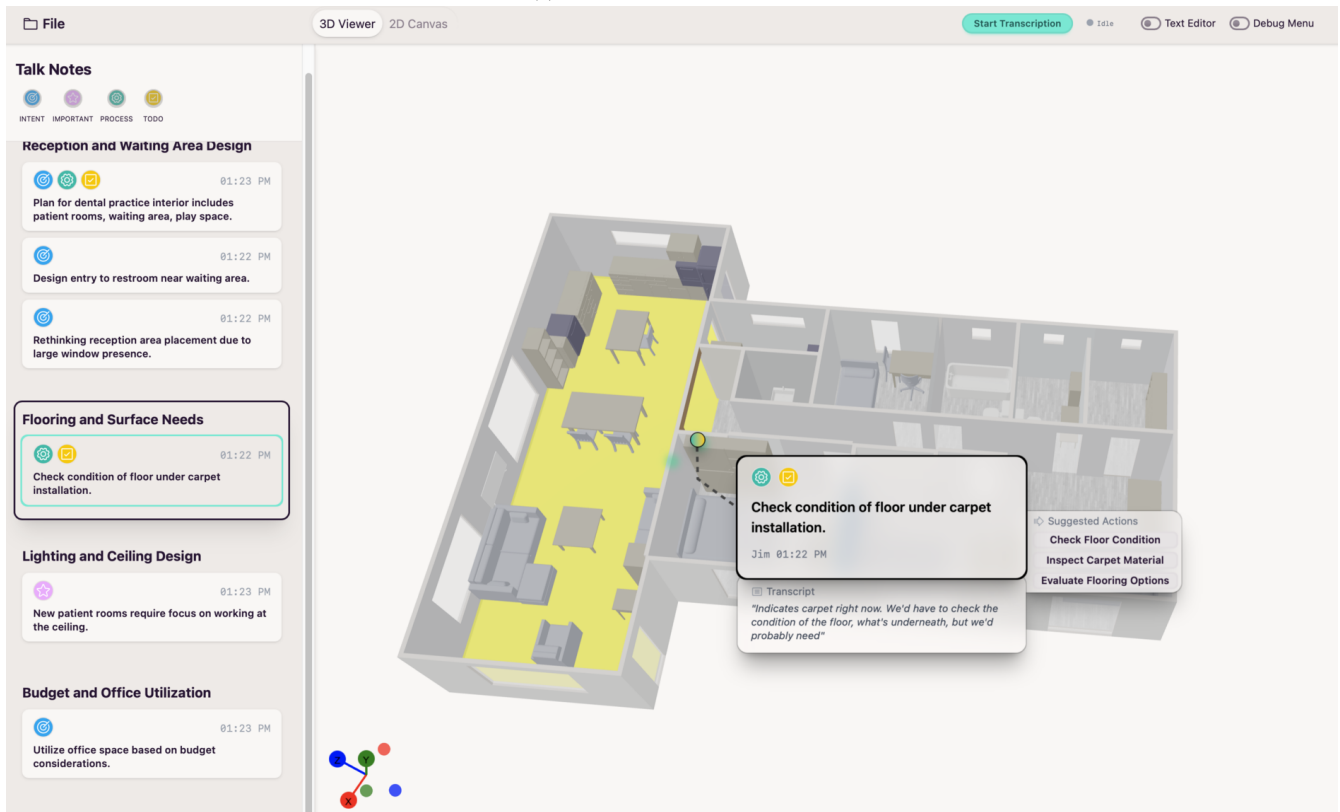 File
3D Viewer
2D Canvas
Start Transcription
Idle
Text Editor
Debug Menu
Talk Notes
INTENT
IMPORTANT
PROCESS
TODO
Reception and Waiting Area Design
01:23 PM
Plan for dental practice interior includes
patient rooms, waiting area, play space.
01:22 PM
Design entry to restroom near waiting area.
01:22 PM
Rethinking reception area placement due to
large window presence.
Flooring and Surface Needs
01:22 PM
Check condition of floor under carpet
installation.
Lighting and Ceiling Design
01:23 PM
New patient rooms require focus on working at
the ceiling.
Budget and Office Utilization
01:23 PM
Utilize office space based on budget
considerations.
Check condition of floor under carpet
installation.
Jim 01:22 PM
Transcript
"Indicates carpet right now. We'd have to check the
condition of the floor, what's underneath, but we'd
probably need"
Suggested Actions
Check Floor Condition
Inspect Carpet Material
Evaluate Flooring Options
Z
Y
X